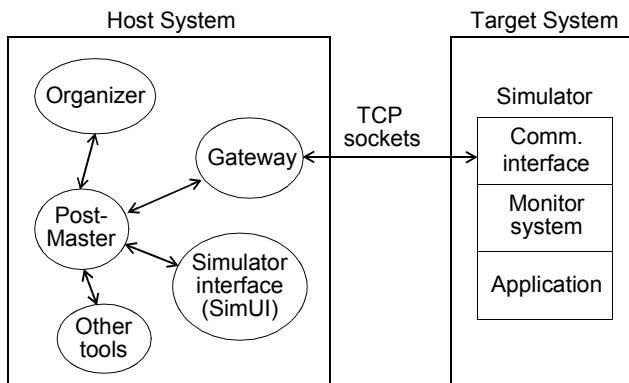 Host System
Target System
Organizer
TCP
sockets
Simulator
Gateway
Comm.
interface
Post-
Master
Monitor
system
Simulator
interface
(SimUI)
Application
Other
tools